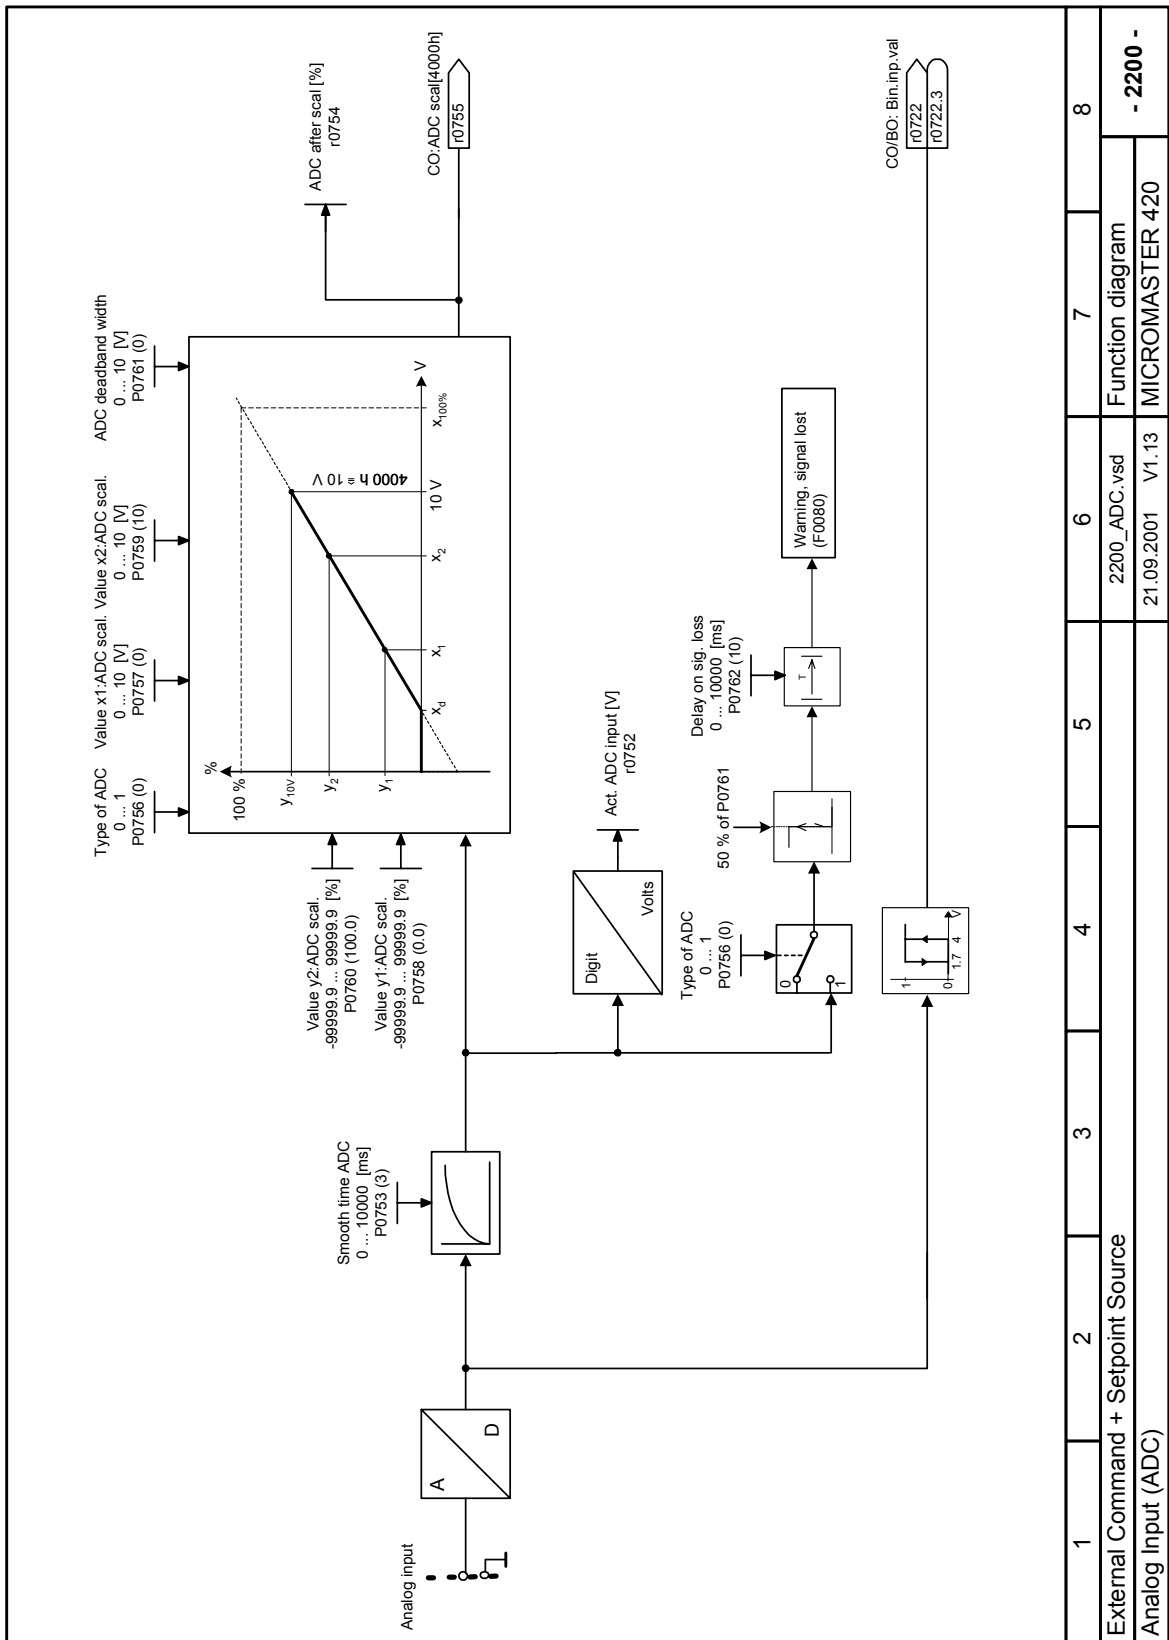 Type of ADC
0 ... 1
P0756 (0)
Value x1:ADC scal.
0 ... 10  [V]
P0757 (0)
Value x2:ADC scal.
0 ... 10  [V]
P0759 (10)
ADC deadband width
0 ... 10  [V]
P0761 (0)
%
100 %
y10V
y2
y1
xd
x1
x2
10 V
x100%
V
4000 h ≙ 10 V
ADC after scal [%]
r0754
CO:ADC scal[4000h]
r0755
Value y2:ADC scal.
-99999.9 ... 99999.9  [%]
P0760 (100.0)
Value y1:ADC scal.
-99999.9 ... 99999.9  [%]
P0758 (0.0)
Smooth time ADC
0 ... 10000  [ms]
P0753 (3)
Analog input
A
D
Digit
Volts
Act. ADC input [V]
r0752
Type of ADC
0 ... 1
P0756 (0)
0
1
50 % of P0761
Delay on sig. loss
0 ... 10000  [ms]
P0762 (10)
T
Warning, signal lost
(F0080)
1
0
1.7
4
V
CO/BO: Bin.inp.val
r0722
r0722.3
1
2
3
4
5
6
7
8
External Command + Setpoint Source
2200_ADC.vsd
Function diagram
- 2200 -
Analog Input (ADC)
21.09.2001
V1.13
MICROMASTER 420